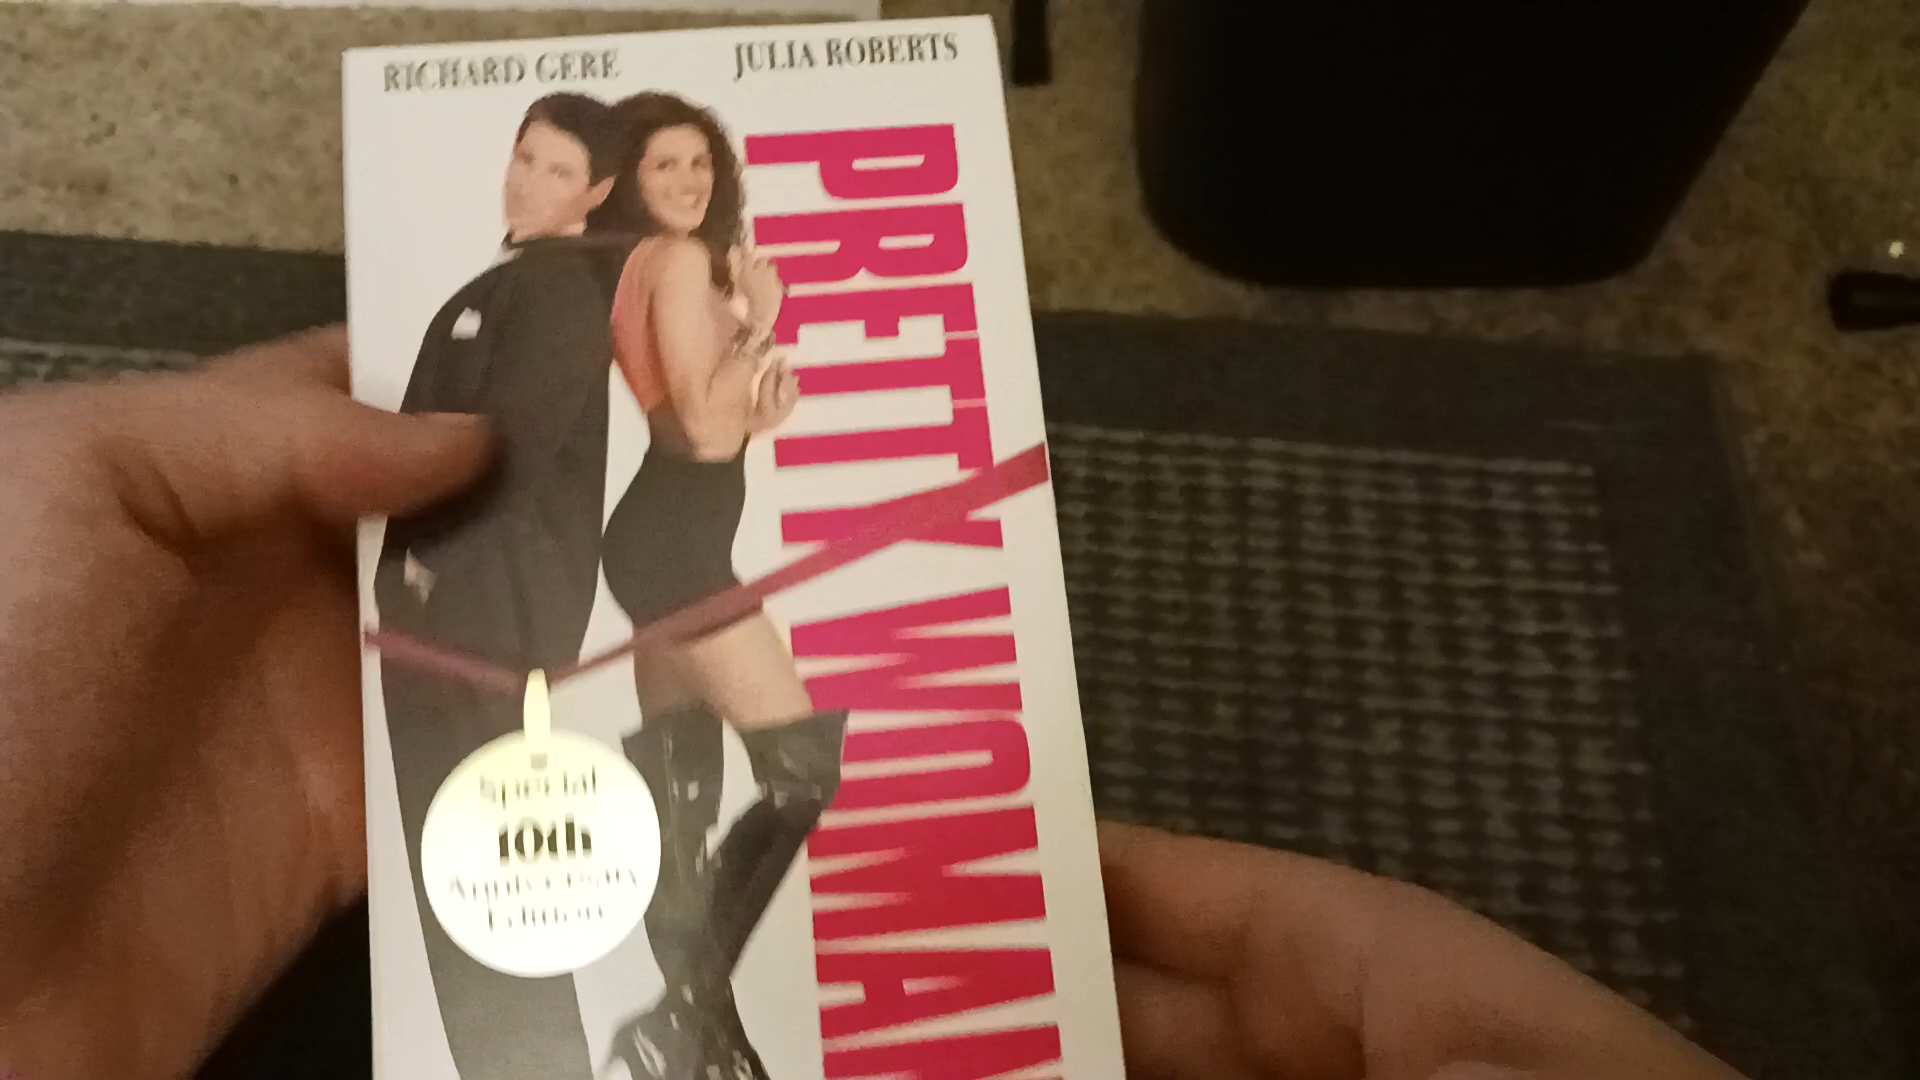 RICHARD GERE
JULIA ROBERTS
PRETTY WOMAN
Special
10th
Anniversary
Edition